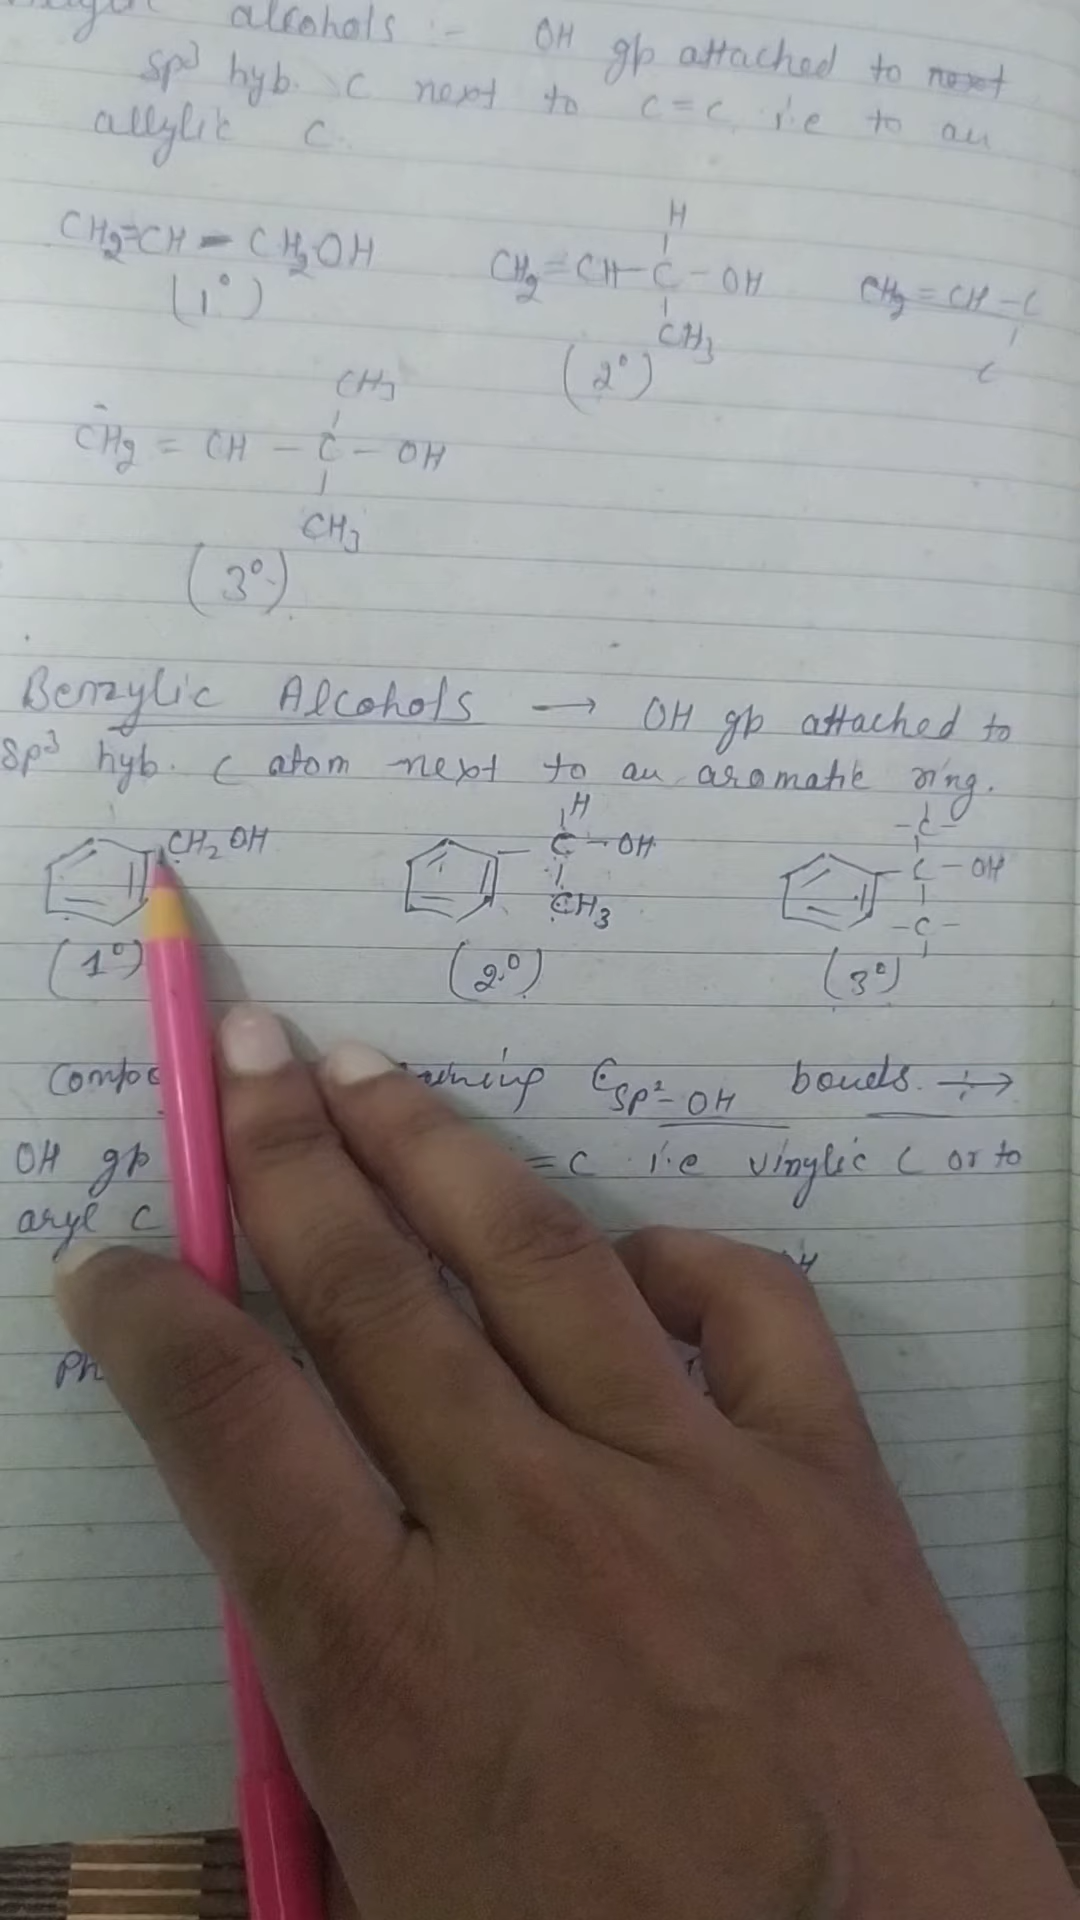 alcohols :- OH gp attached to next
sp3 hyb. C next to C=C i.e to an
allylic C.
CH2=CH-CH2OH
(1°)
H
CH2=CH-C-OH
CH3
(2°)
CH2=CH-C
C
CH3
CH2=CH-C-OH
CH3
(3°)
Benzylic Alcohols → OH gp attached to
sp3 hyb. C atom next to an aromatic ring.
CH2OH
(1°)
H
C-OH
CH3
(2°)
-C-
C-OH
-C-
(3°)
Csp2-OH bonds. →
OH gp =C i.e vinylic C or to
aryl C